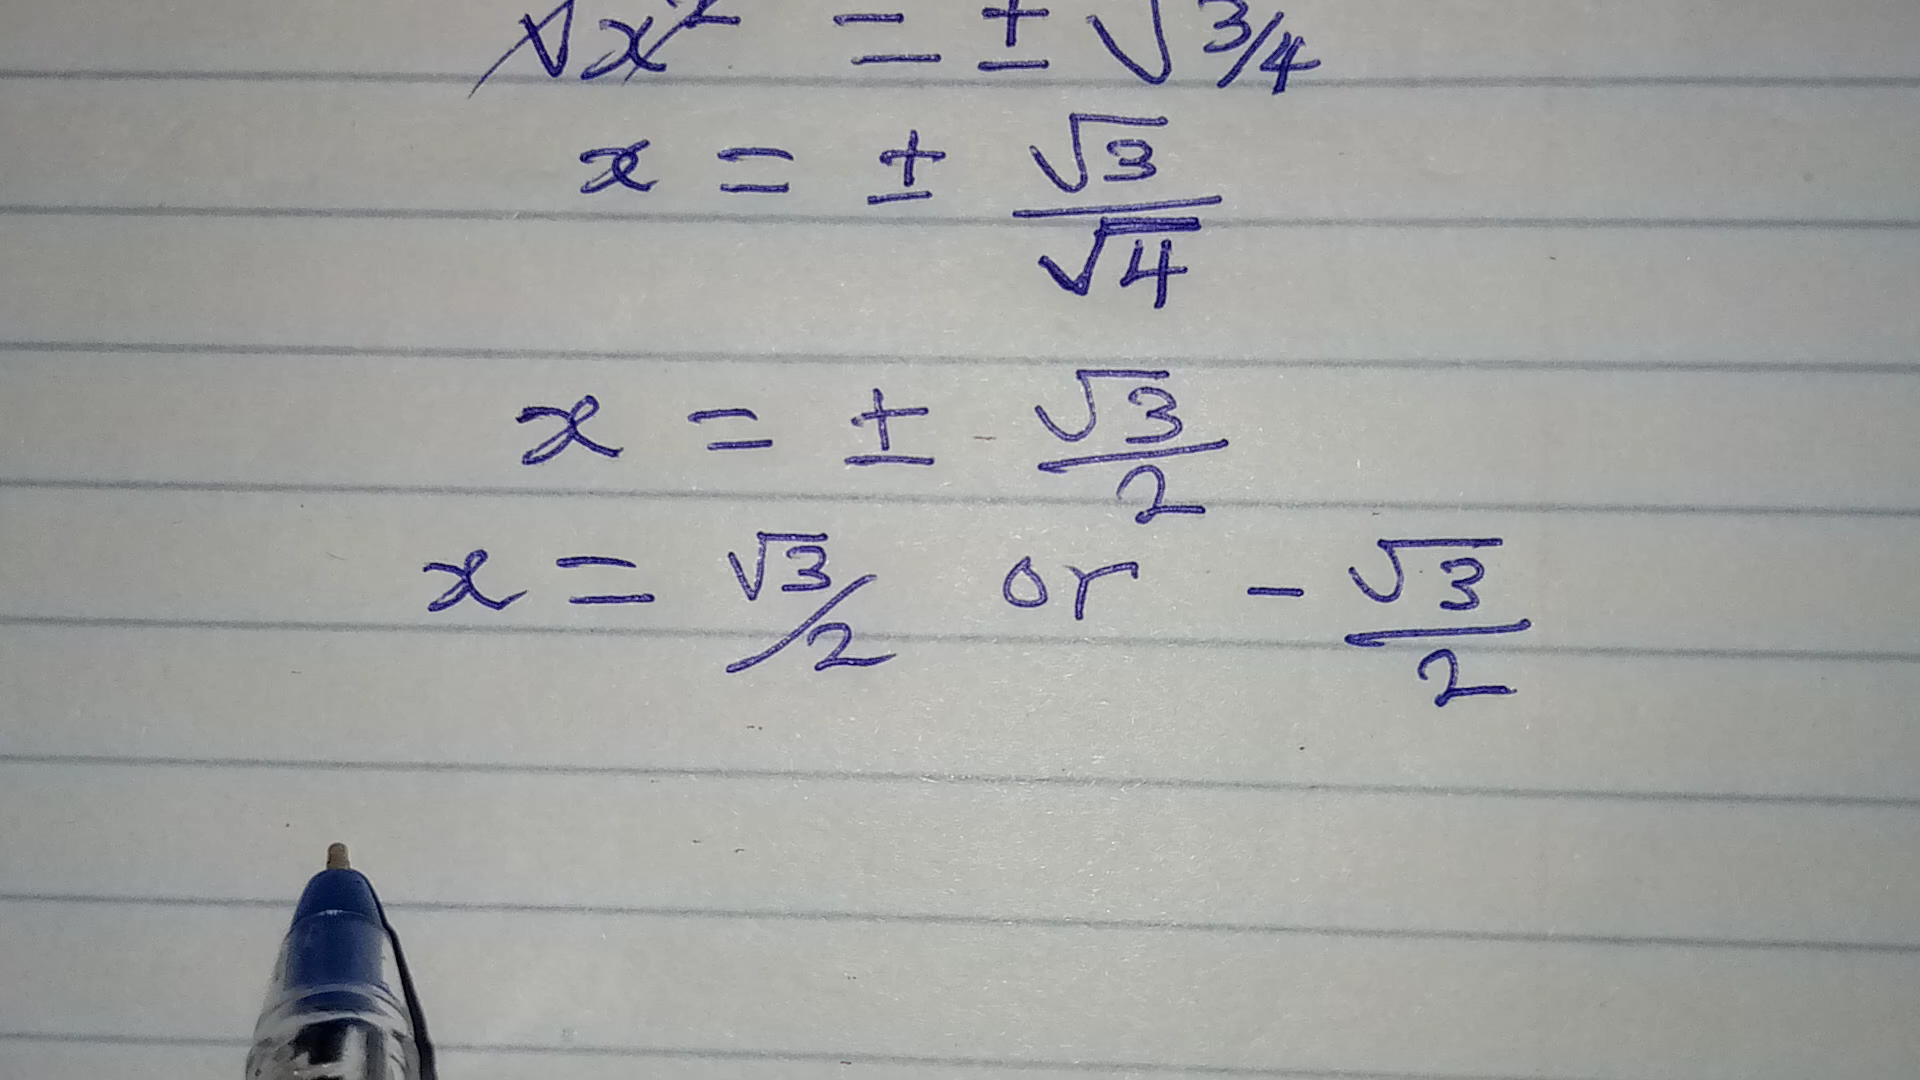 √x² = ± √3/4
x = ± √3/√4
x = ± √3/2
x = √3/2 or - √3/2